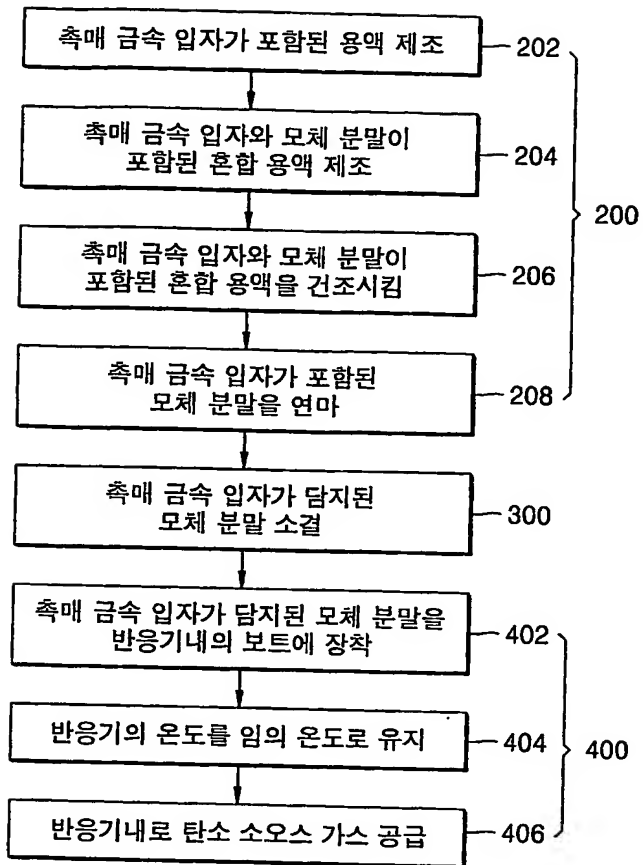 촉매 금속 입자가 포함된 용액 제조
202
촉매 금속 입자와 모체 분말이
포함된 혼합 용액 제조
204
촉매 금속 입자와 모체 분말이
포함된 혼합 용액을 건조시킴
206
촉매 금속 입자가 포함된
모체 분말을 연마
208
200
촉매 금속 입자가 담지된
모체 분말 소결
300
촉매 금속 입자가 담지된 모체 분말을
반응기내의 보트에 장착
402
반응기의 온도를 임의 온도로 유지
404
반응기내로 탄소 소오스 가스 공급
406
400